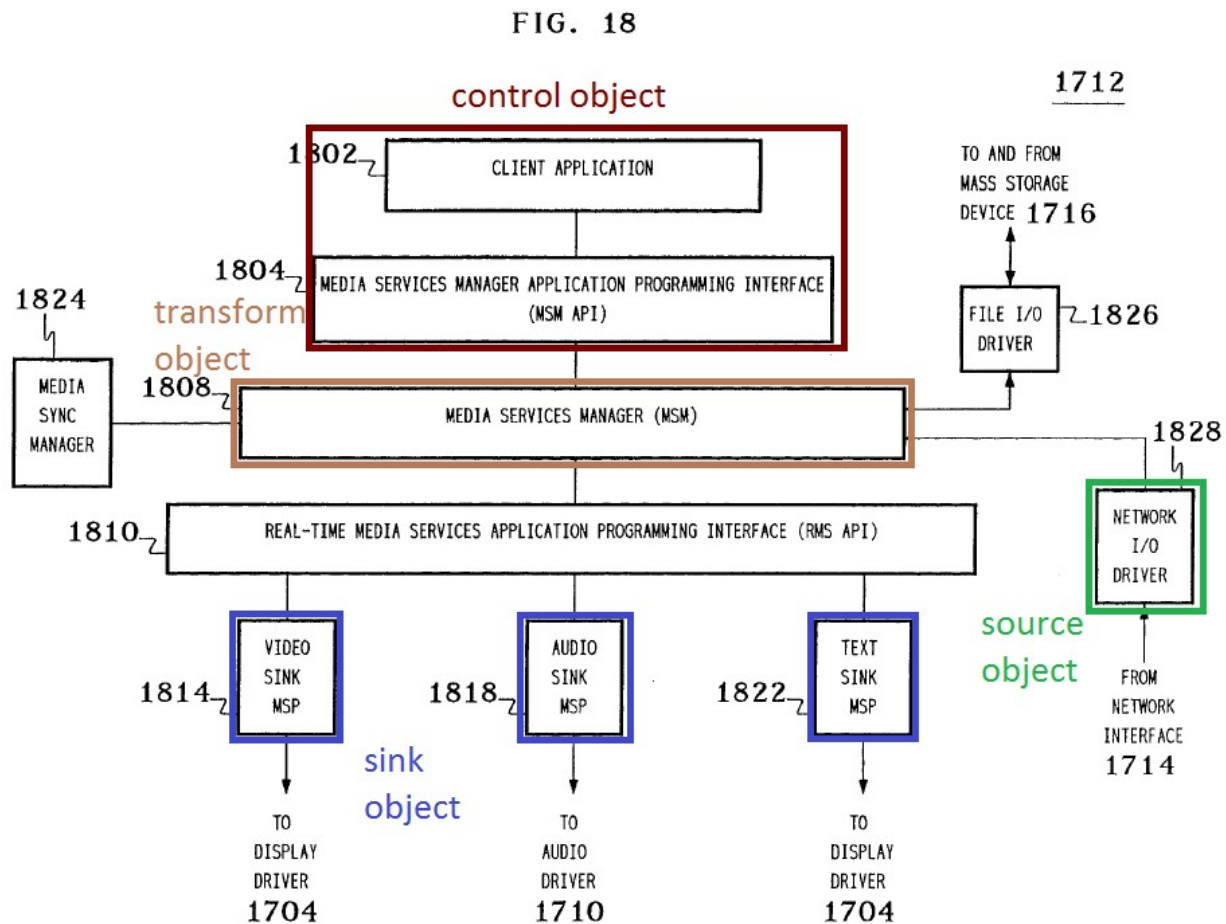 FIG. 18
control object
1712
1802
CLIENT APPLICATION
TO AND FROM
MASS STORAGE
DEVICE 1716
1804
MEDIA SERVICES MANAGER APPLICATION PROGRAMMING INTERFACE
(MSM API)
1824
transform
object
FILE I/O
DRIVER
1826
MEDIA
SYNC
MANAGER
1808
MEDIA SERVICES MANAGER (MSM)
1828
1810
REAL-TIME MEDIA SERVICES APPLICATION PROGRAMMING INTERFACE (RMS API)
NETWORK
I/O
DRIVER
source
object
VIDEO
SINK
MSP
1814
AUDIO
SINK
MSP
1818
TEXT
SINK
MSP
1822
FROM
NETWORK
INTERFACE
1714
sink
object
TO
DISPLAY
DRIVER
1704
TO
AUDIO
DRIVER
1710
TO
DISPLAY
DRIVER
1704